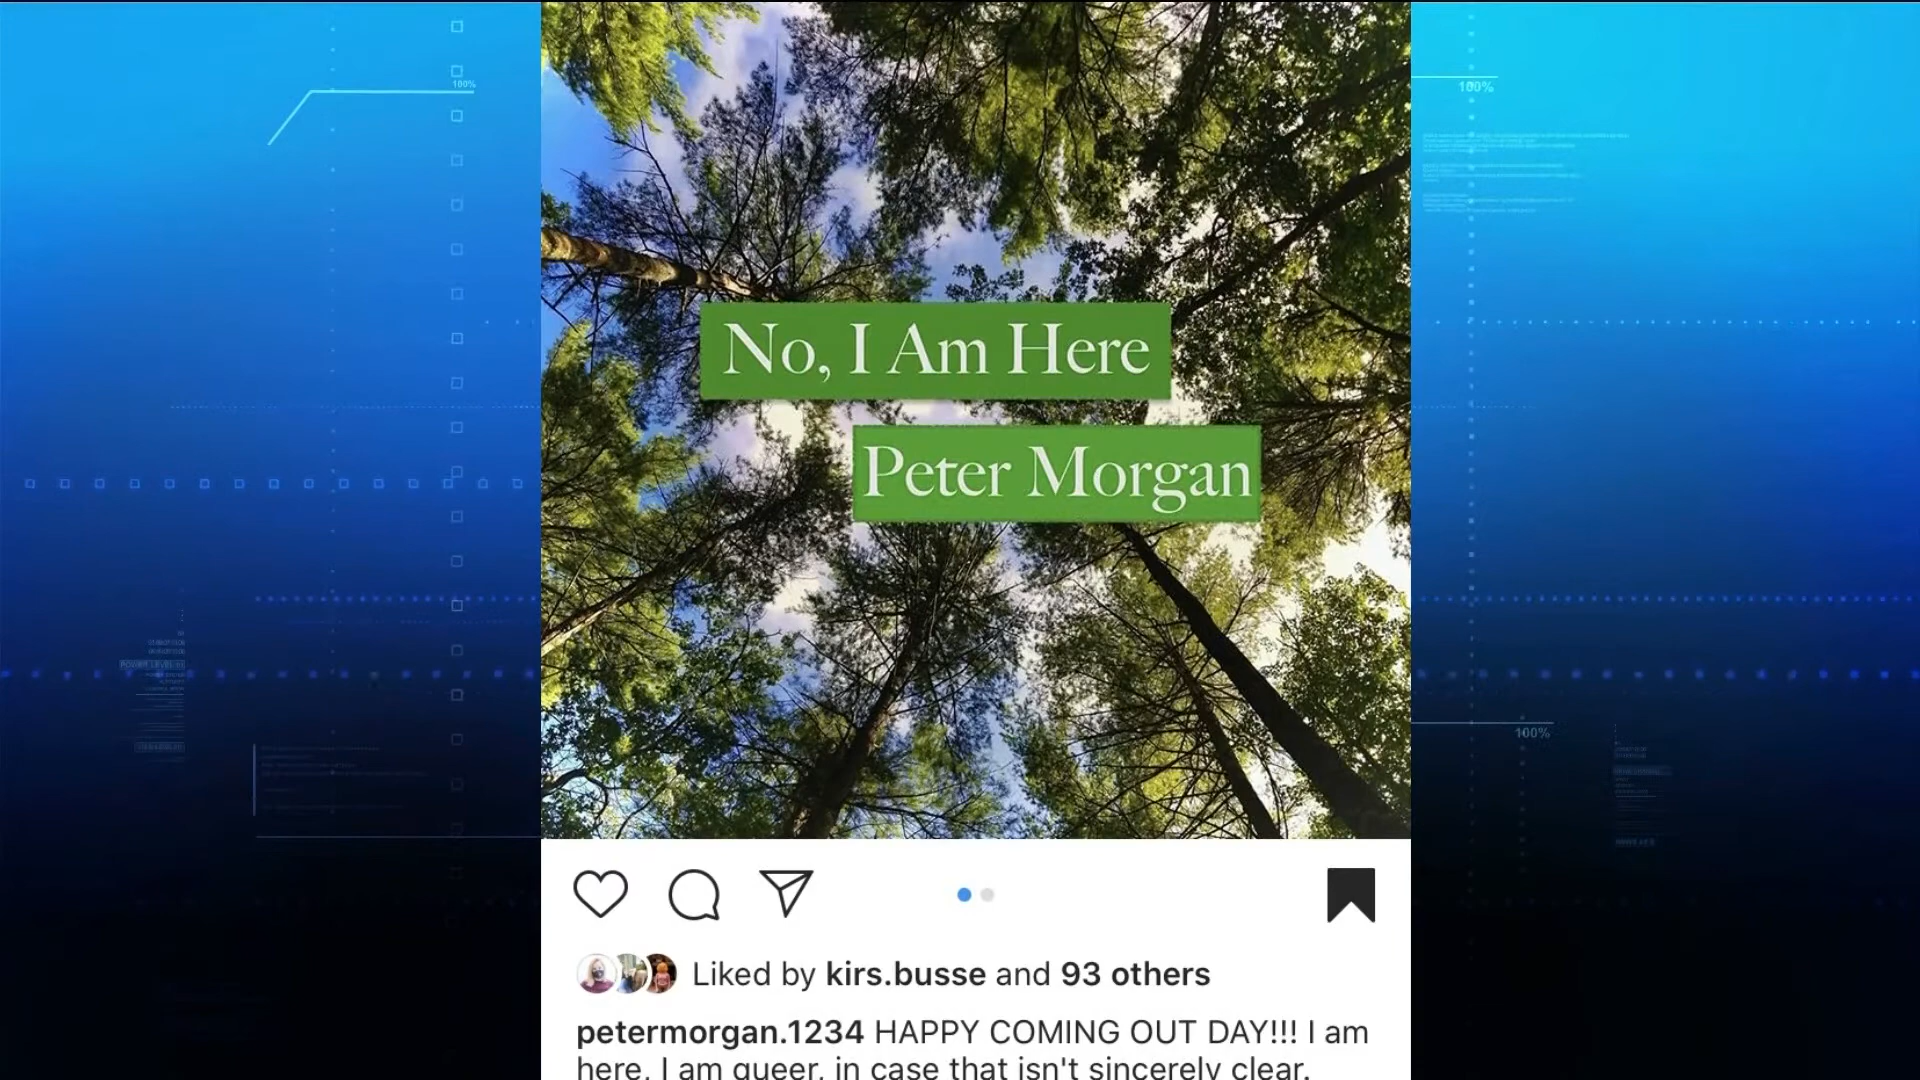 100%
100%
No, I Am Here
Peter Morgan
100%
Liked by kirs.busse and 93 others
petermorgan.1234 HAPPY COMING OUT DAY!!! I am
here, I am queer, in case that isn't sincerely clear.